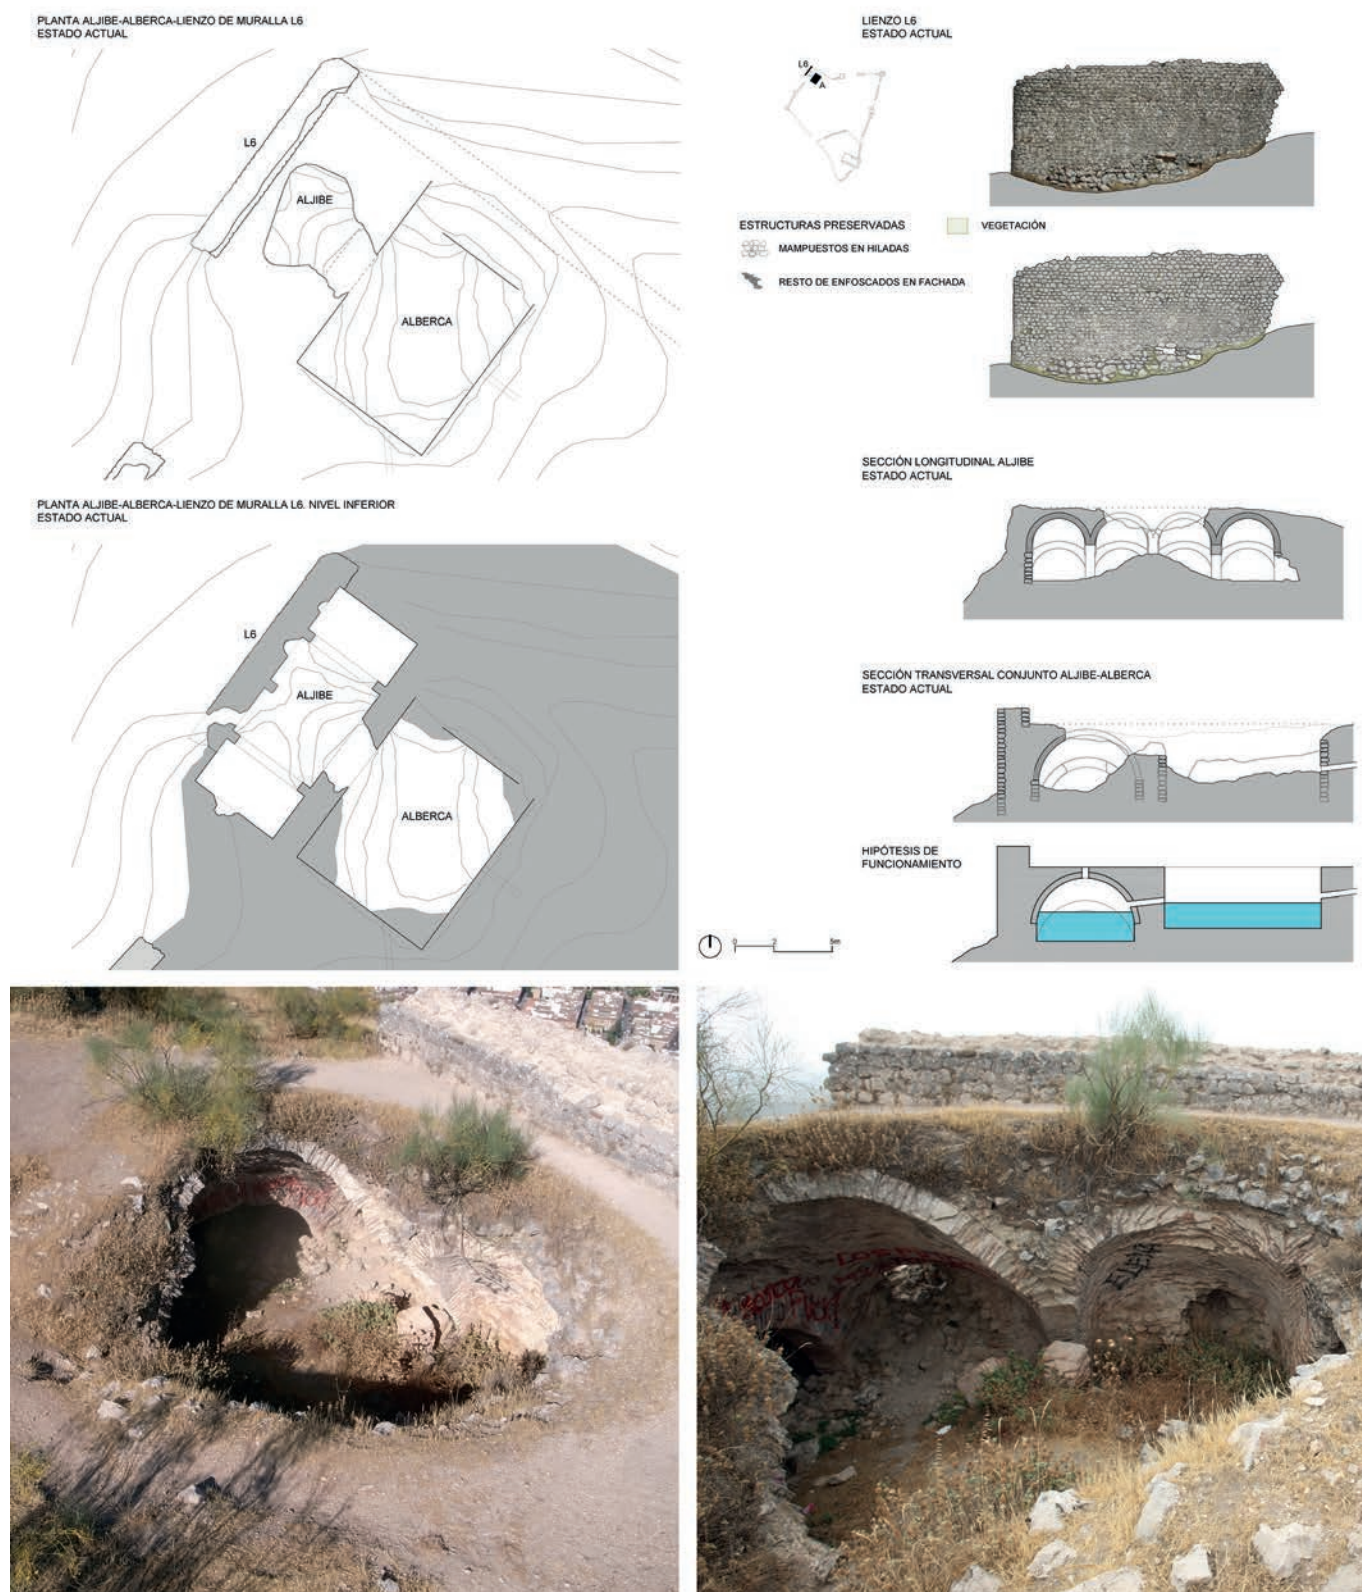 PLANTA ALJIBE-ALBERCA-LIENZO DE MURALLA L6
ESTADO ACTUAL
L6
ALJIBE
ALBERCA
LIENZO L6
ESTADO ACTUAL
L6
A
ESTRUCTURAS PRESERVADAS
VEGETACIÓN
MAMPUESTOS EN HILADAS
RESTO DE ENFOSCADOS EN FACHADA
PLANTA ALJIBE-ALBERCA-LIENZO DE MURALLA L6. NIVEL INFERIOR
ESTADO ACTUAL
L6
ALJIBE
ALBERCA
SECCIÓN LONGITUDINAL ALJIBE
ESTADO ACTUAL
SECCIÓN TRANSVERSAL CONJUNTO ALJIBE-ALBERCA
ESTADO ACTUAL
HIPÓTESIS DE
FUNCIONAMIENTO
0 2 5m